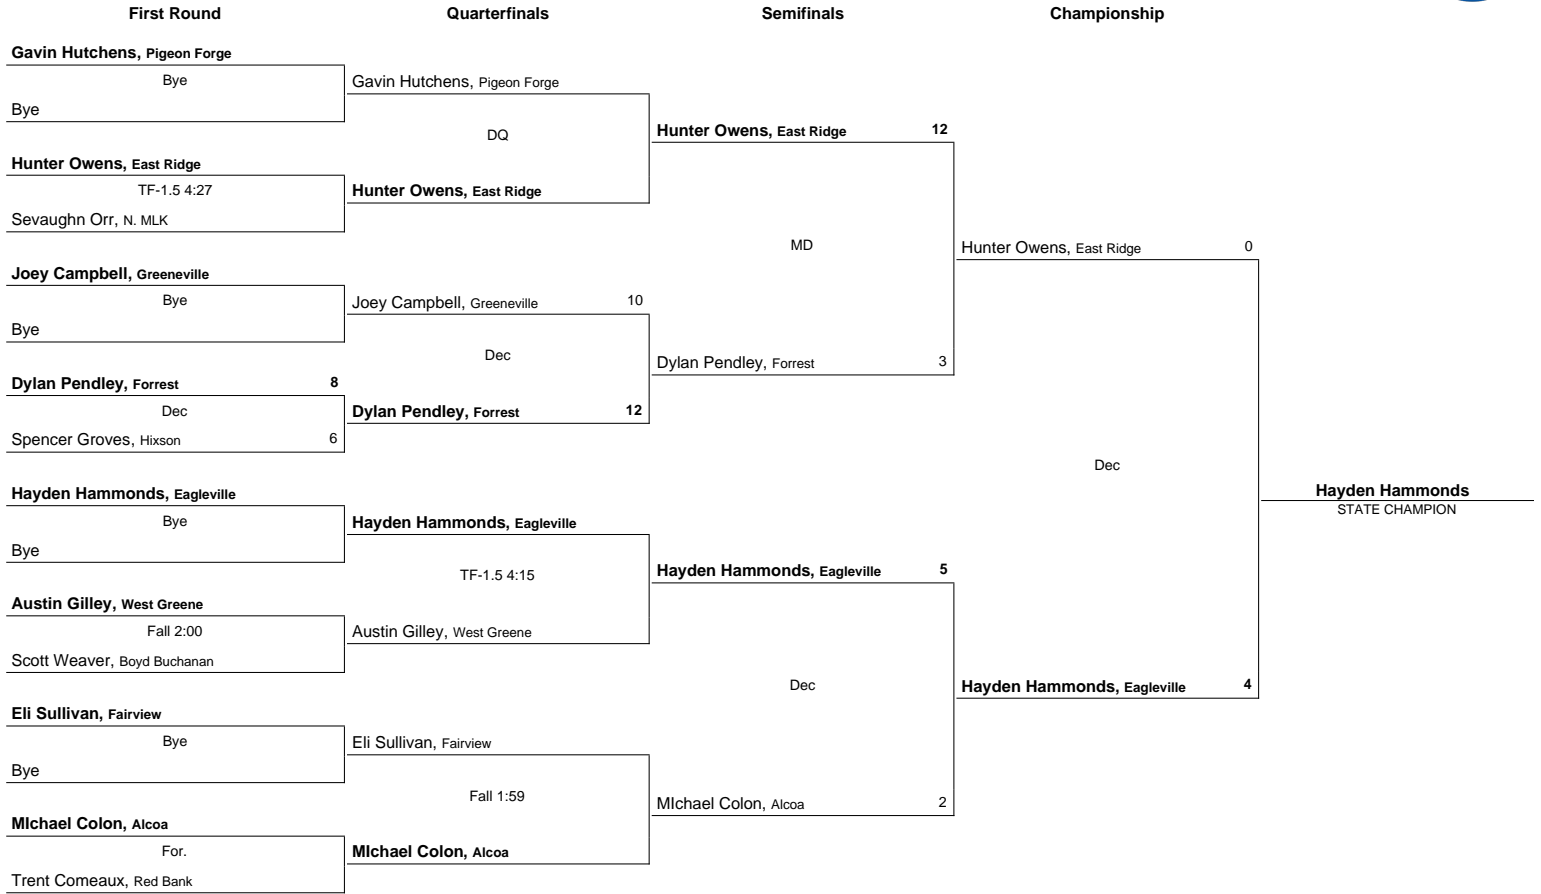 First Round
Quarterfinals
Semifinals
Championship
Gavin Hutchens, Pigeon Forge
Bye
Bye
Hunter Owens, East Ridge
TF-1.5 4:27
Sevaughn Orr, N. MLK
Joey Campbell, Greeneville
Bye
Bye
Dylan Pendley, Forrest 8
Dec
Spencer Groves, Hixson 6
Hayden Hammonds, Eagleville
Bye
Bye
Austin Gilley, West Greene
Fall 2:00
Scott Weaver, Boyd Buchanan
Eli Sullivan, Fairview
Bye
Bye
MIchael Colon, Alcoa
For.
Trent Comeaux, Red Bank
Gavin Hutchens, Pigeon Forge
DQ
Hunter Owens, East Ridge
Joey Campbell, Greeneville 10
Dec
Dylan Pendley, Forrest 12
Hayden Hammonds, Eagleville
TF-1.5 4:15
Austin Gilley, West Greene
Eli Sullivan, Fairview
Fall 1:59
MIchael Colon, Alcoa
Hunter Owens, East Ridge 12
MD
Dylan Pendley, Forrest 3
Hayden Hammonds, Eagleville 5
Dec
MIchael Colon, Alcoa 2
Hunter Owens, East Ridge 0
Dec
Hayden Hammonds, Eagleville 4
Hayden Hammonds
STATE CHAMPION